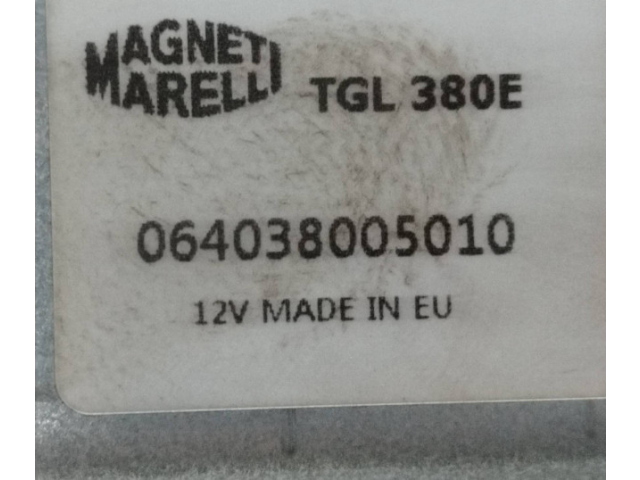 MAGNETI
MARELLI
TGL 380E
064038005010
12V MADE IN EU